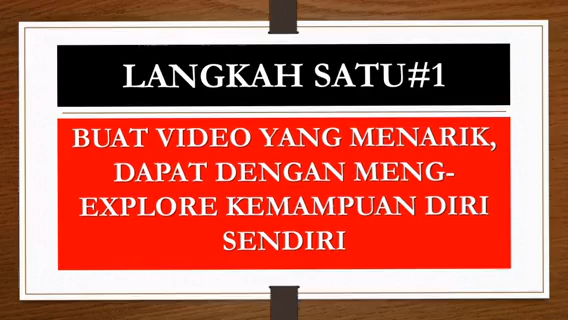 LANGKAH SATU#1
BUAT VIDEO YANG MENARIK,
DAPAT DENGAN MENG-
EXPLORE KEMAMPUAN DIRI
SENDIRI